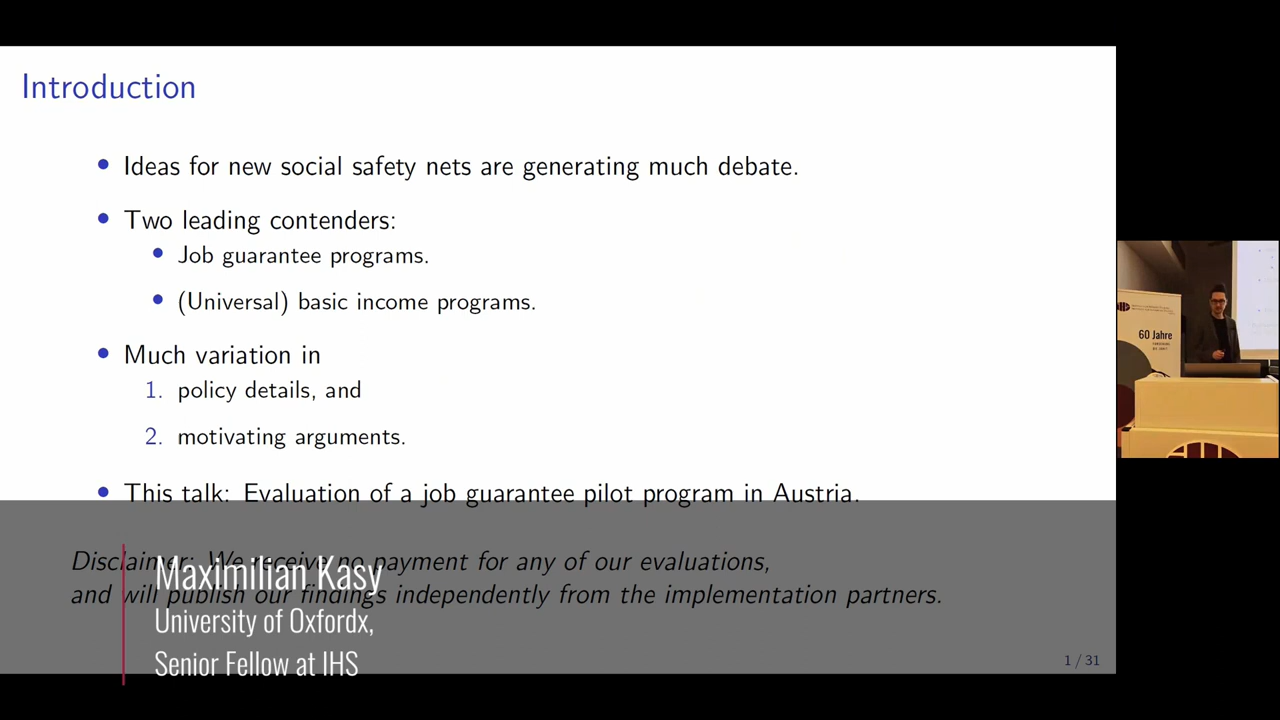 Introduction
• Ideas for new social safety nets are generating much debate.
• Two leading contenders:
• Job guarantee programs.
• (Universal) basic income programs.
• Much variation in
1. policy details, and
2. motivating arguments.
• This talk: Evaluation of a job guarantee pilot program in Austria.
Disclaimer: We receive no payment for any of our evaluations,
and will publish our findings independently from the implementation partners.
Maximilian Kasy
University of Oxfordx,
Senior Fellow at IHS
1 / 31
60 Jahre